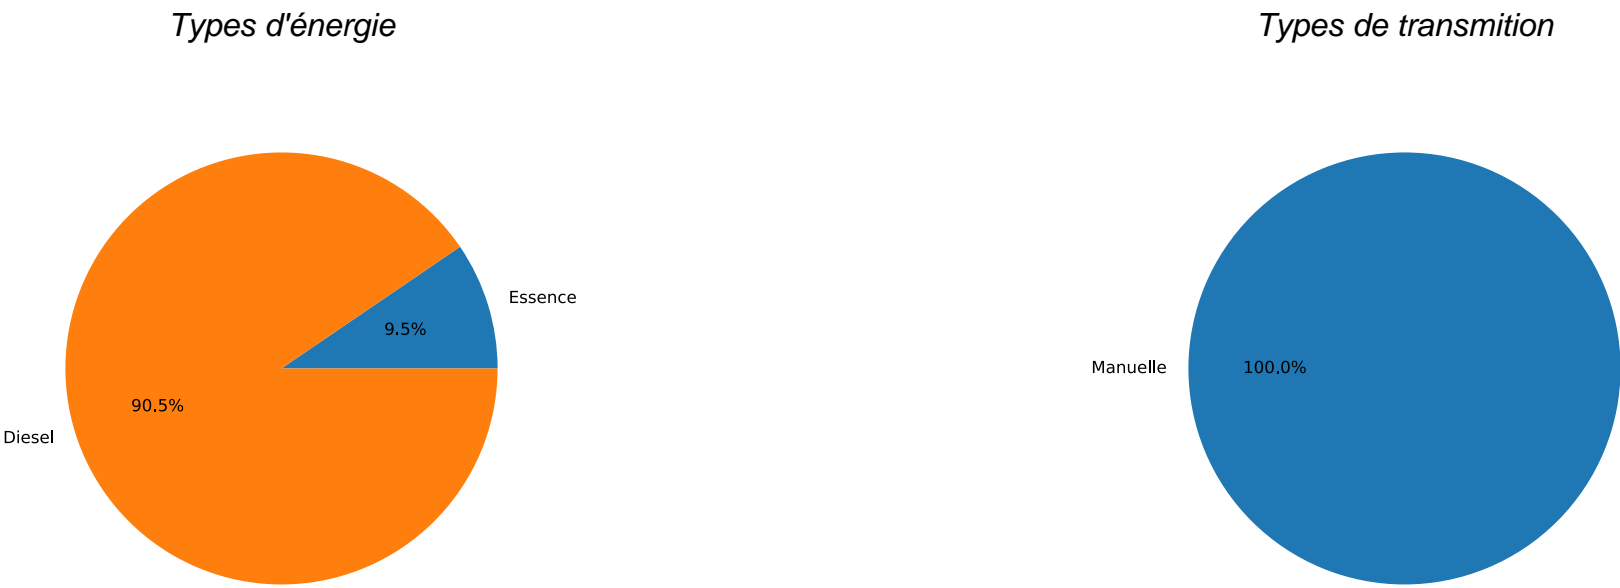 Types d'énergie
Types de transmition
Essence
9.5%
90.5%
Diesel
Manuelle
100.0%